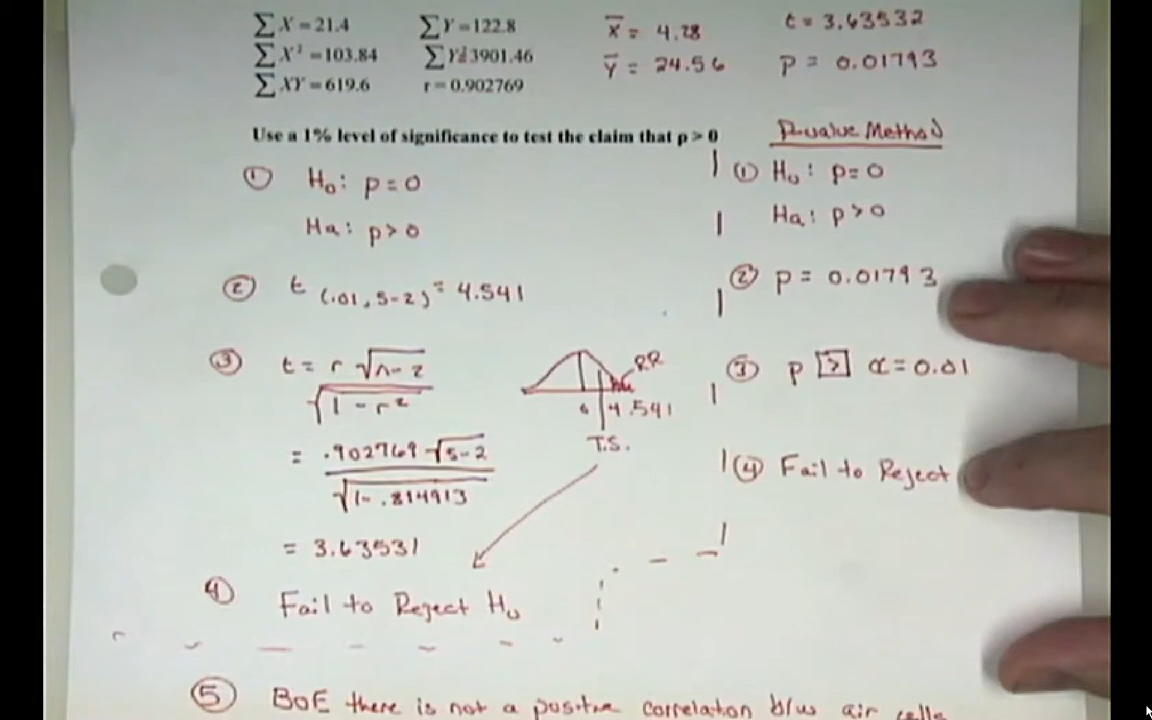 ∑X = 21.4 ∑Y = 122.8 x̅ = 4.28 t = 3.63532
∑X² = 103.84 ∑Y² 3901.46 y̅ = 24.56 p = 0.01793
∑XY = 619.6 r = 0.902769
Use a 1% level of significance to test the claim that ρ > 0
① H₀: ρ = 0
Ha: ρ > 0
② t (.01, 5-2) = 4.541
③ t = r √n-2
√1 - r²
= .902769 √5-2
√1- .814913
= 3.63531
RR
0 4.541
T.S.
④ Fail to Reject H₀
P-value Method
① H₀: ρ = 0
Ha: ρ > 0
② p = 0.01793
③ p > α = 0.01
④ Fail to Reject
⑤ BOE there is not a positive correlation b/w air cells